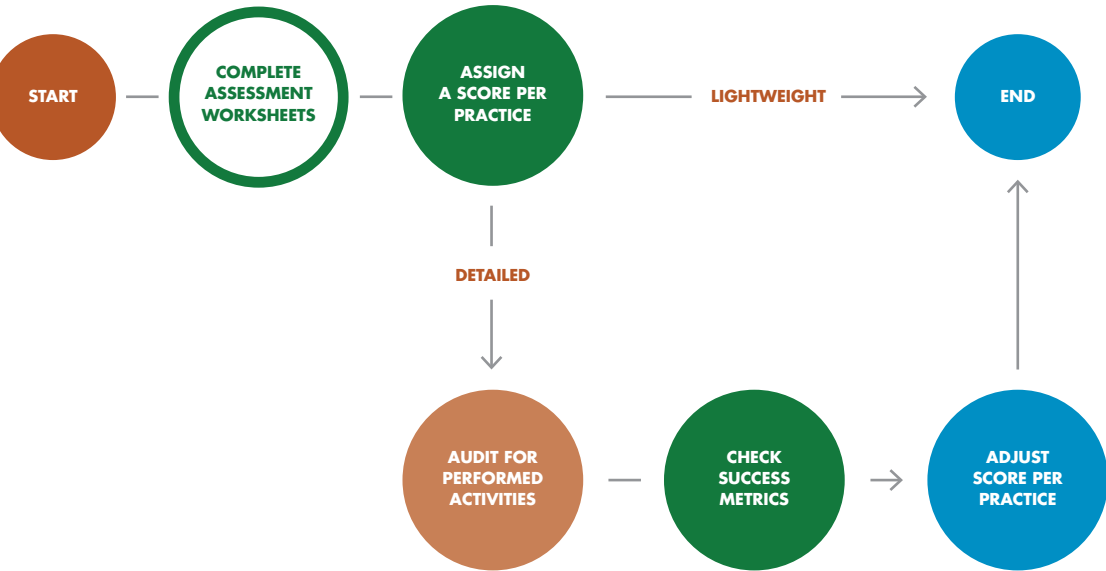 START
COMPLETE
ASSESSMENT
WORKSHEETS
ASSIGN
A SCORE PER
PRACTICE
LIGHTWEIGHT
END
DETAILED
AUDIT FOR
PERFORMED
ACTIVITIES
CHECK
SUCCESS
METRICS
ADJUST
SCORE PER
PRACTICE